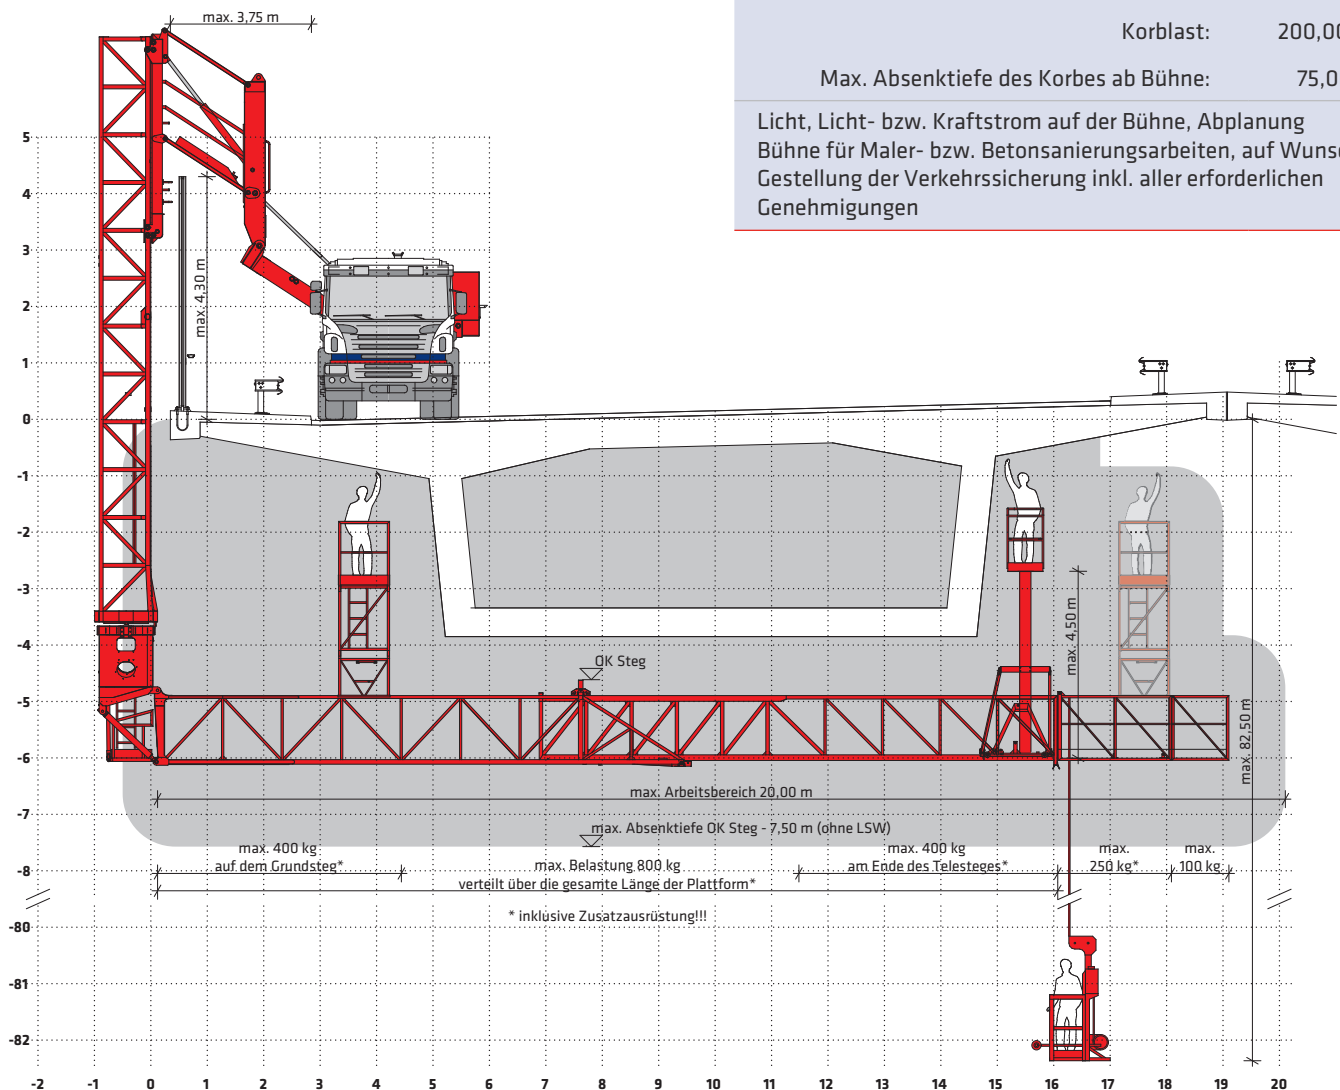 max. 3,75 m
Korblast: 200,00
Max. Absenktiefe des Korbes ab Bühne: 75,0
Licht, Licht- bzw. Kraftstrom auf der Bühne, Abplanung
Bühne für Maler- bzw. Betonsanierungsarbeiten, auf Wunsc
Gestellung der Verkehrssicherung inkl. aller erforderlichen
Genehmigungen
5
4
3
2
1
0
-1
-2
-3
-4
-5
-6
-7
-8
-80
-81
-82
max. 4,30 m
max. 4,50 m
max. 82,50 m
OK Steg
max. Arbeitsbereich 20,00 m
max. Absenktiefe OK Steg - 7,50 m (ohne LSW)
max. 400 kg
auf dem Grundsteg*
max. Belastung 800 kg
verteilt über die gesamte Länge der Plattform*
max. 400 kg
am Ende des Telesteges*
max.
250 kg*
max.
100 kg
* inklusive Zusatzausrüstung!!!
-2 -1 0 1 2 3 4 5 6 7 8 9 10 11 12 13 14 15 16 17 18 19 20